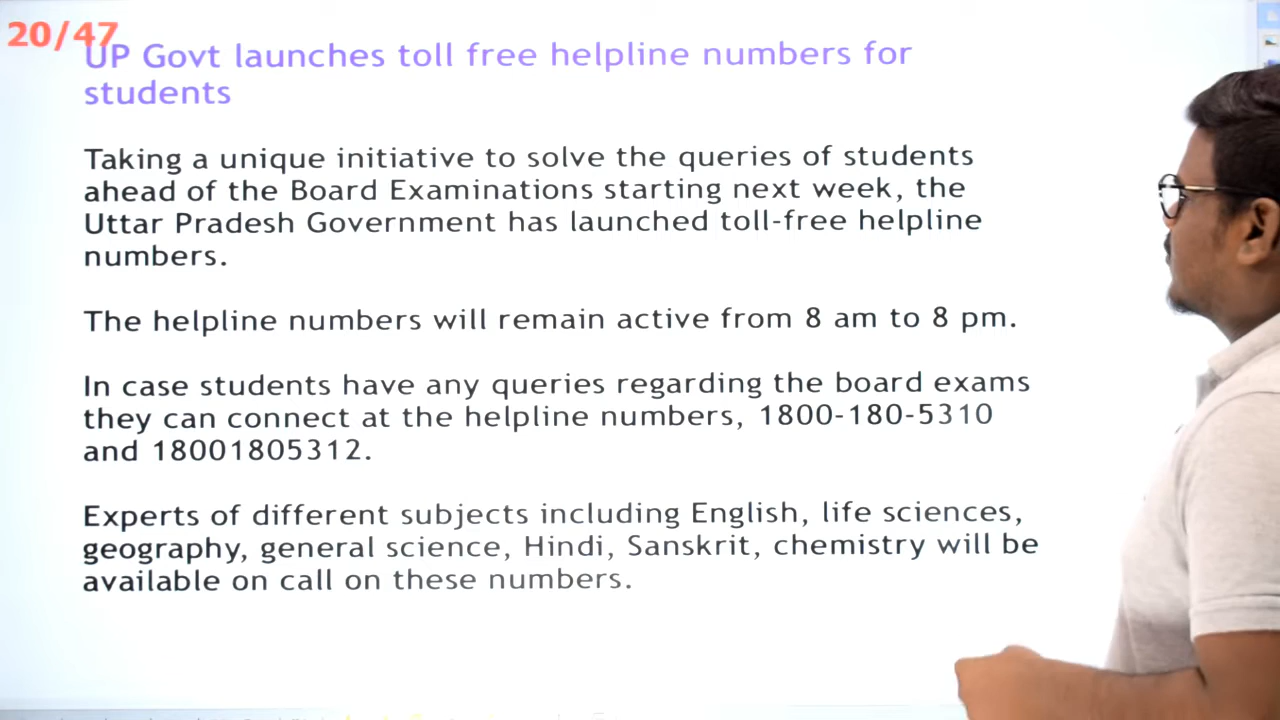 20/47
UP Govt launches toll free helpline numbers for
students
Taking a unique initiative to solve the queries of students
ahead of the Board Examinations starting next week, the
Uttar Pradesh Government has launched toll-free helpline
numbers.
The helpline numbers will remain active from 8 am to 8 pm.
In case students have any queries regarding the board exams
they can connect at the helpline numbers, 1800-180-5310
and 18001805312.
Experts of different subjects including English, life sciences,
geography, general science, Hindi, Sanskrit, chemistry will be
available on call on these numbers.